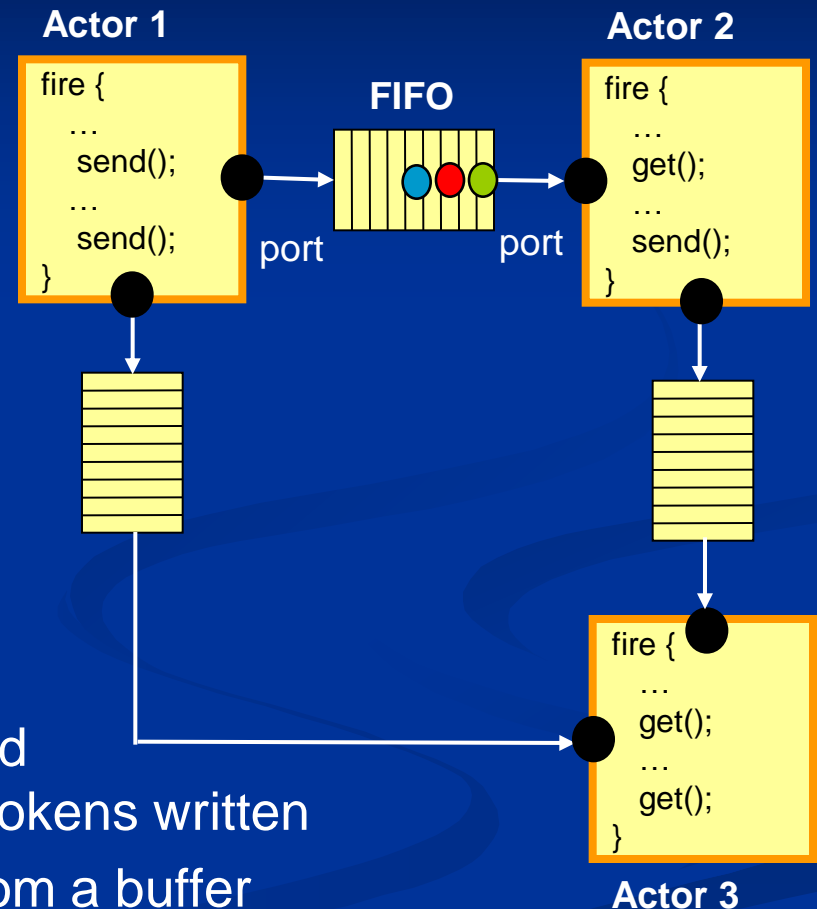 Actor 1
fire {
…
send();
…
send();
}
port
FIFO
port
Actor 2
fire {
…
get();
…
send();
}
fire {
…
get();
…
get();
}
Actor 3
d
okens written
om a buffer